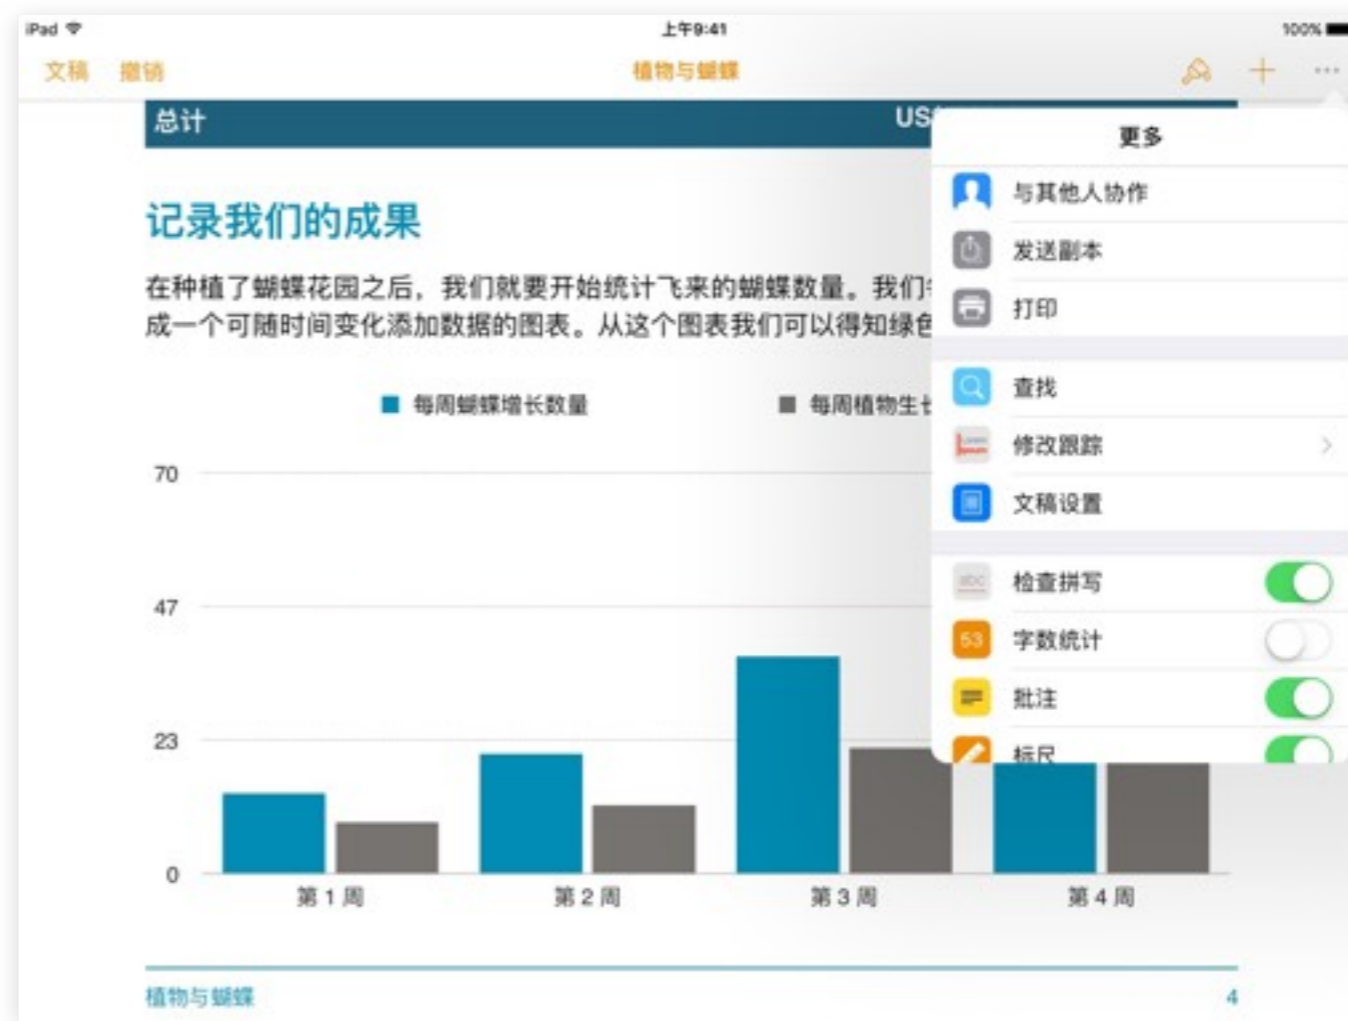 iPad 上午9:41 100%
文稿 撤销 植物与蝴蝶
总计 US
更多
与其他人协作
发送副本
打印
记录我们的成果
在种植了蝴蝶花园之后，我们就要开始统计飞来的蝴蝶数量。我们
成一个可随时间变化添加数据的图表。从这个图表我们可以得知绿色
查找
修改跟踪
文稿设置
每周蝴蝶增长数量 每周植物生长
检查拼写
abc
字数统计
53
批注
标尺
70
47
23
0
第 1 周 第 2 周 第 3 周 第 4 周
植物与蝴蝶 4